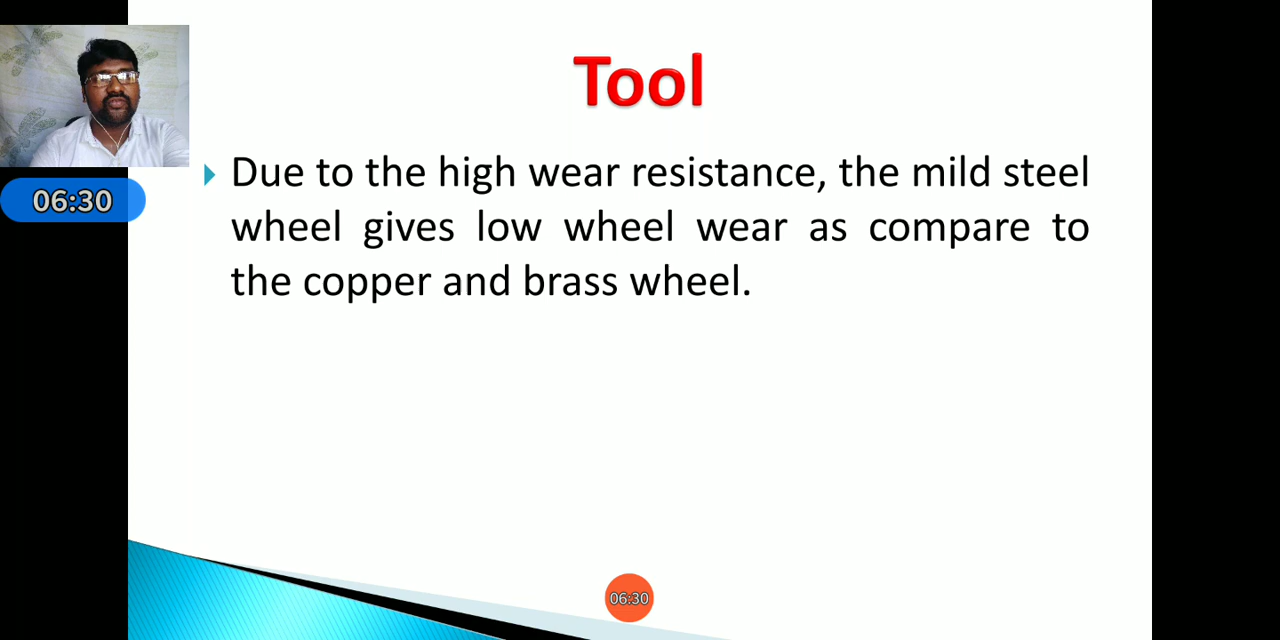 Tool
Due to the high wear resistance, the mild steel
wheel gives low wheel wear as compare to
the copper and brass wheel.
06:30
06:30